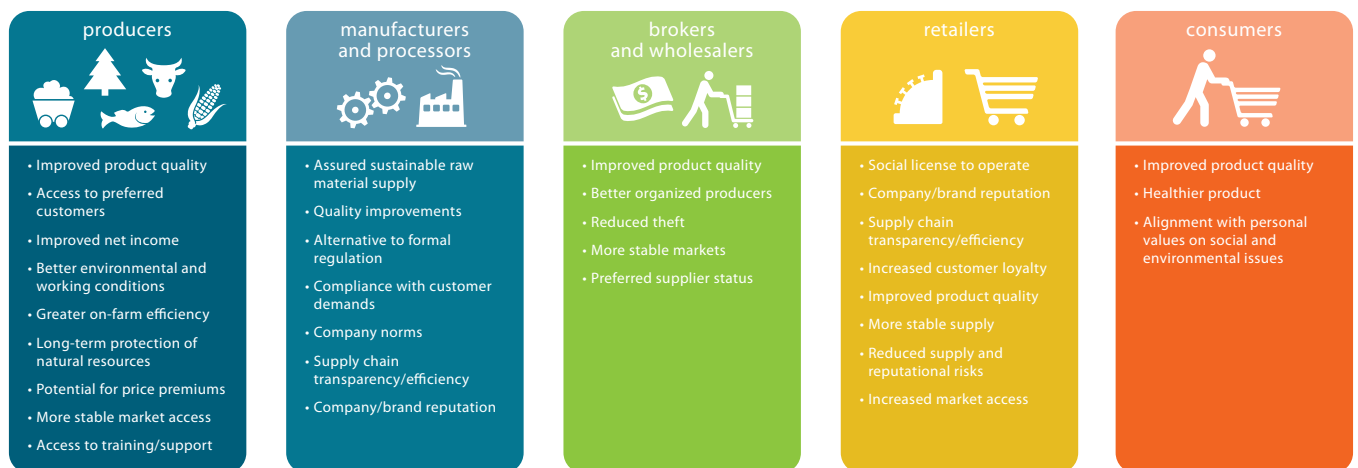 producers
• Improved product quality
• Access to preferred
customers
• Improved net income
• Better environmental and
working conditions
• Greater on-farm efficiency
• Long-term protection of
natural resources
• Potential for price premiums
• More stable market access
• Access to training/support
manufacturers
and processors
• Assured sustainable raw
material supply
• Quality improvements
• Alternative to formal
regulation
• Compliance with customer
demands
• Company norms
• Supply chain
transparency/efficiency
• Company/brand reputation
brokers
and wholesalers
$
• Improved product quality
• Better organized producers
• Reduced theft
• More stable markets
• Preferred supplier status
retailers
• Social license to operate
• Company/brand reputation
• Supply chain
transparency/efficiency
• Increased customer loyalty
• Improved product quality
• More stable supply
• Reduced supply and
reputational risks
• Increased market access
consumers
• Improved product quality
• Healthier product
• Alignment with personal
values on social and
environmental issues